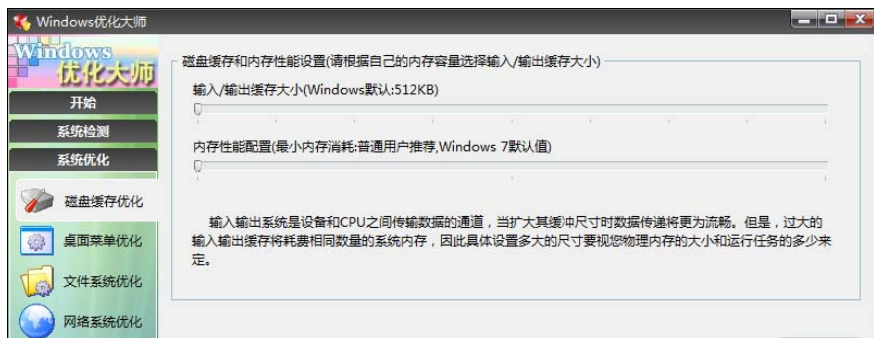 Windows优化大师
Windows
优化大师
开始
系统检测
系统优化
磁盘缓存优化
桌面菜单优化
文件系统优化
网络系统优化
磁盘缓存和内存性能设置(请根据自己的内存容量选择输入/输出缓存大小)
输入/输出缓存大小(Windows默认:512KB)
内存性能配置(最小内存消耗:普通用户推荐,Windows 7默认值)
输入输出系统是设备和CPU之间传输数据的通道，当扩大其缓冲尺寸时数据传递将更为流畅。但是，过大的
输入输出缓存将耗费相同数量的系统内存，因此具体设置多大的尺寸要视您物理内存的大小和运行任务的多少来
定。